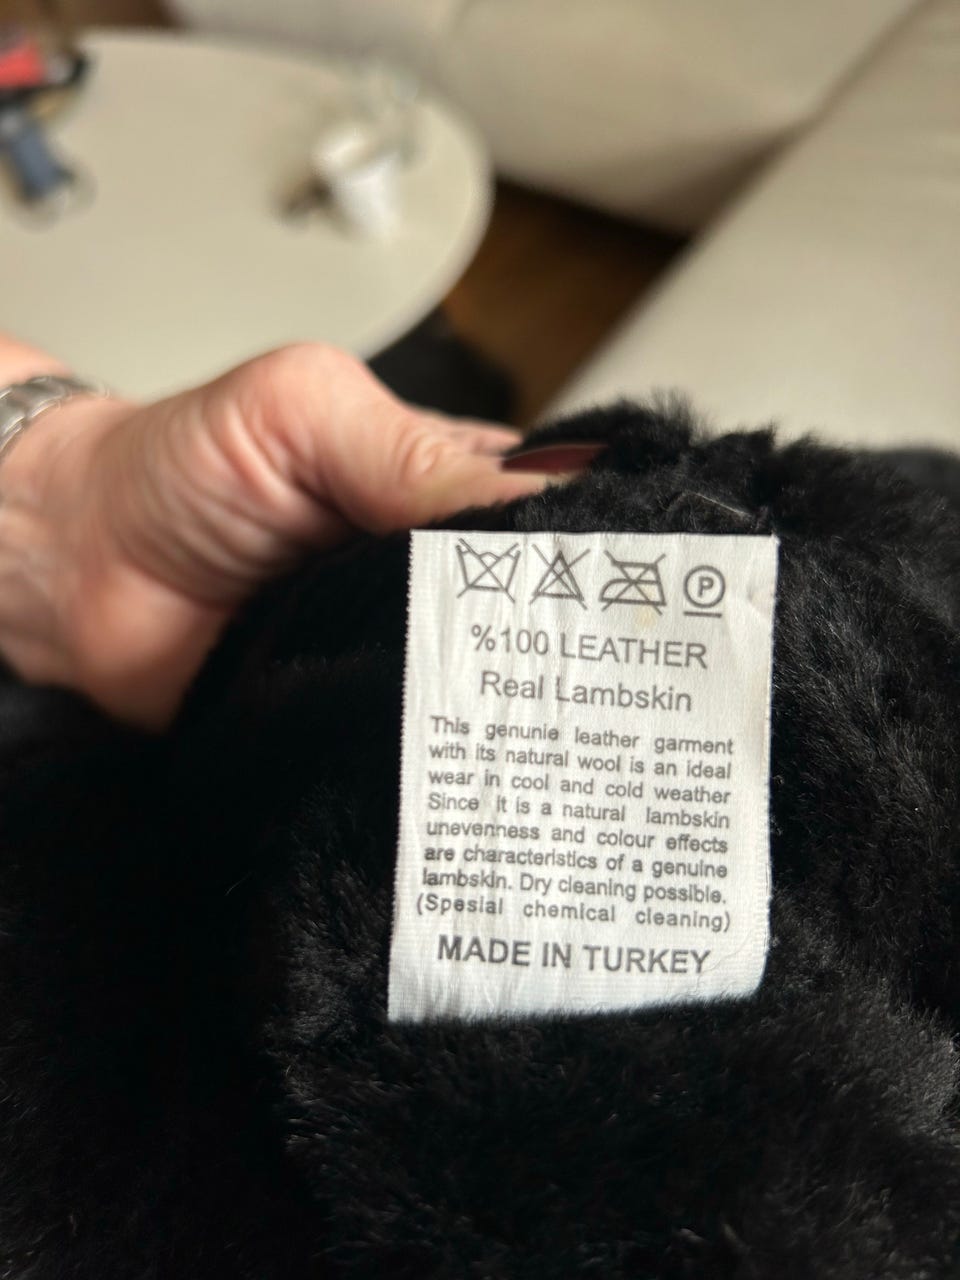 P
%100 LEATHER
Real Lambskin
This genunie leather garment
with its natural wool is an ideal
wear in cool and cold weather
Since it is a natural lambskin
unevenness and colour effects
are characteristics of a genuine
lambskin. Dry cleaning possible.
(Spesial chemical cleaning)
MADE IN TURKEY